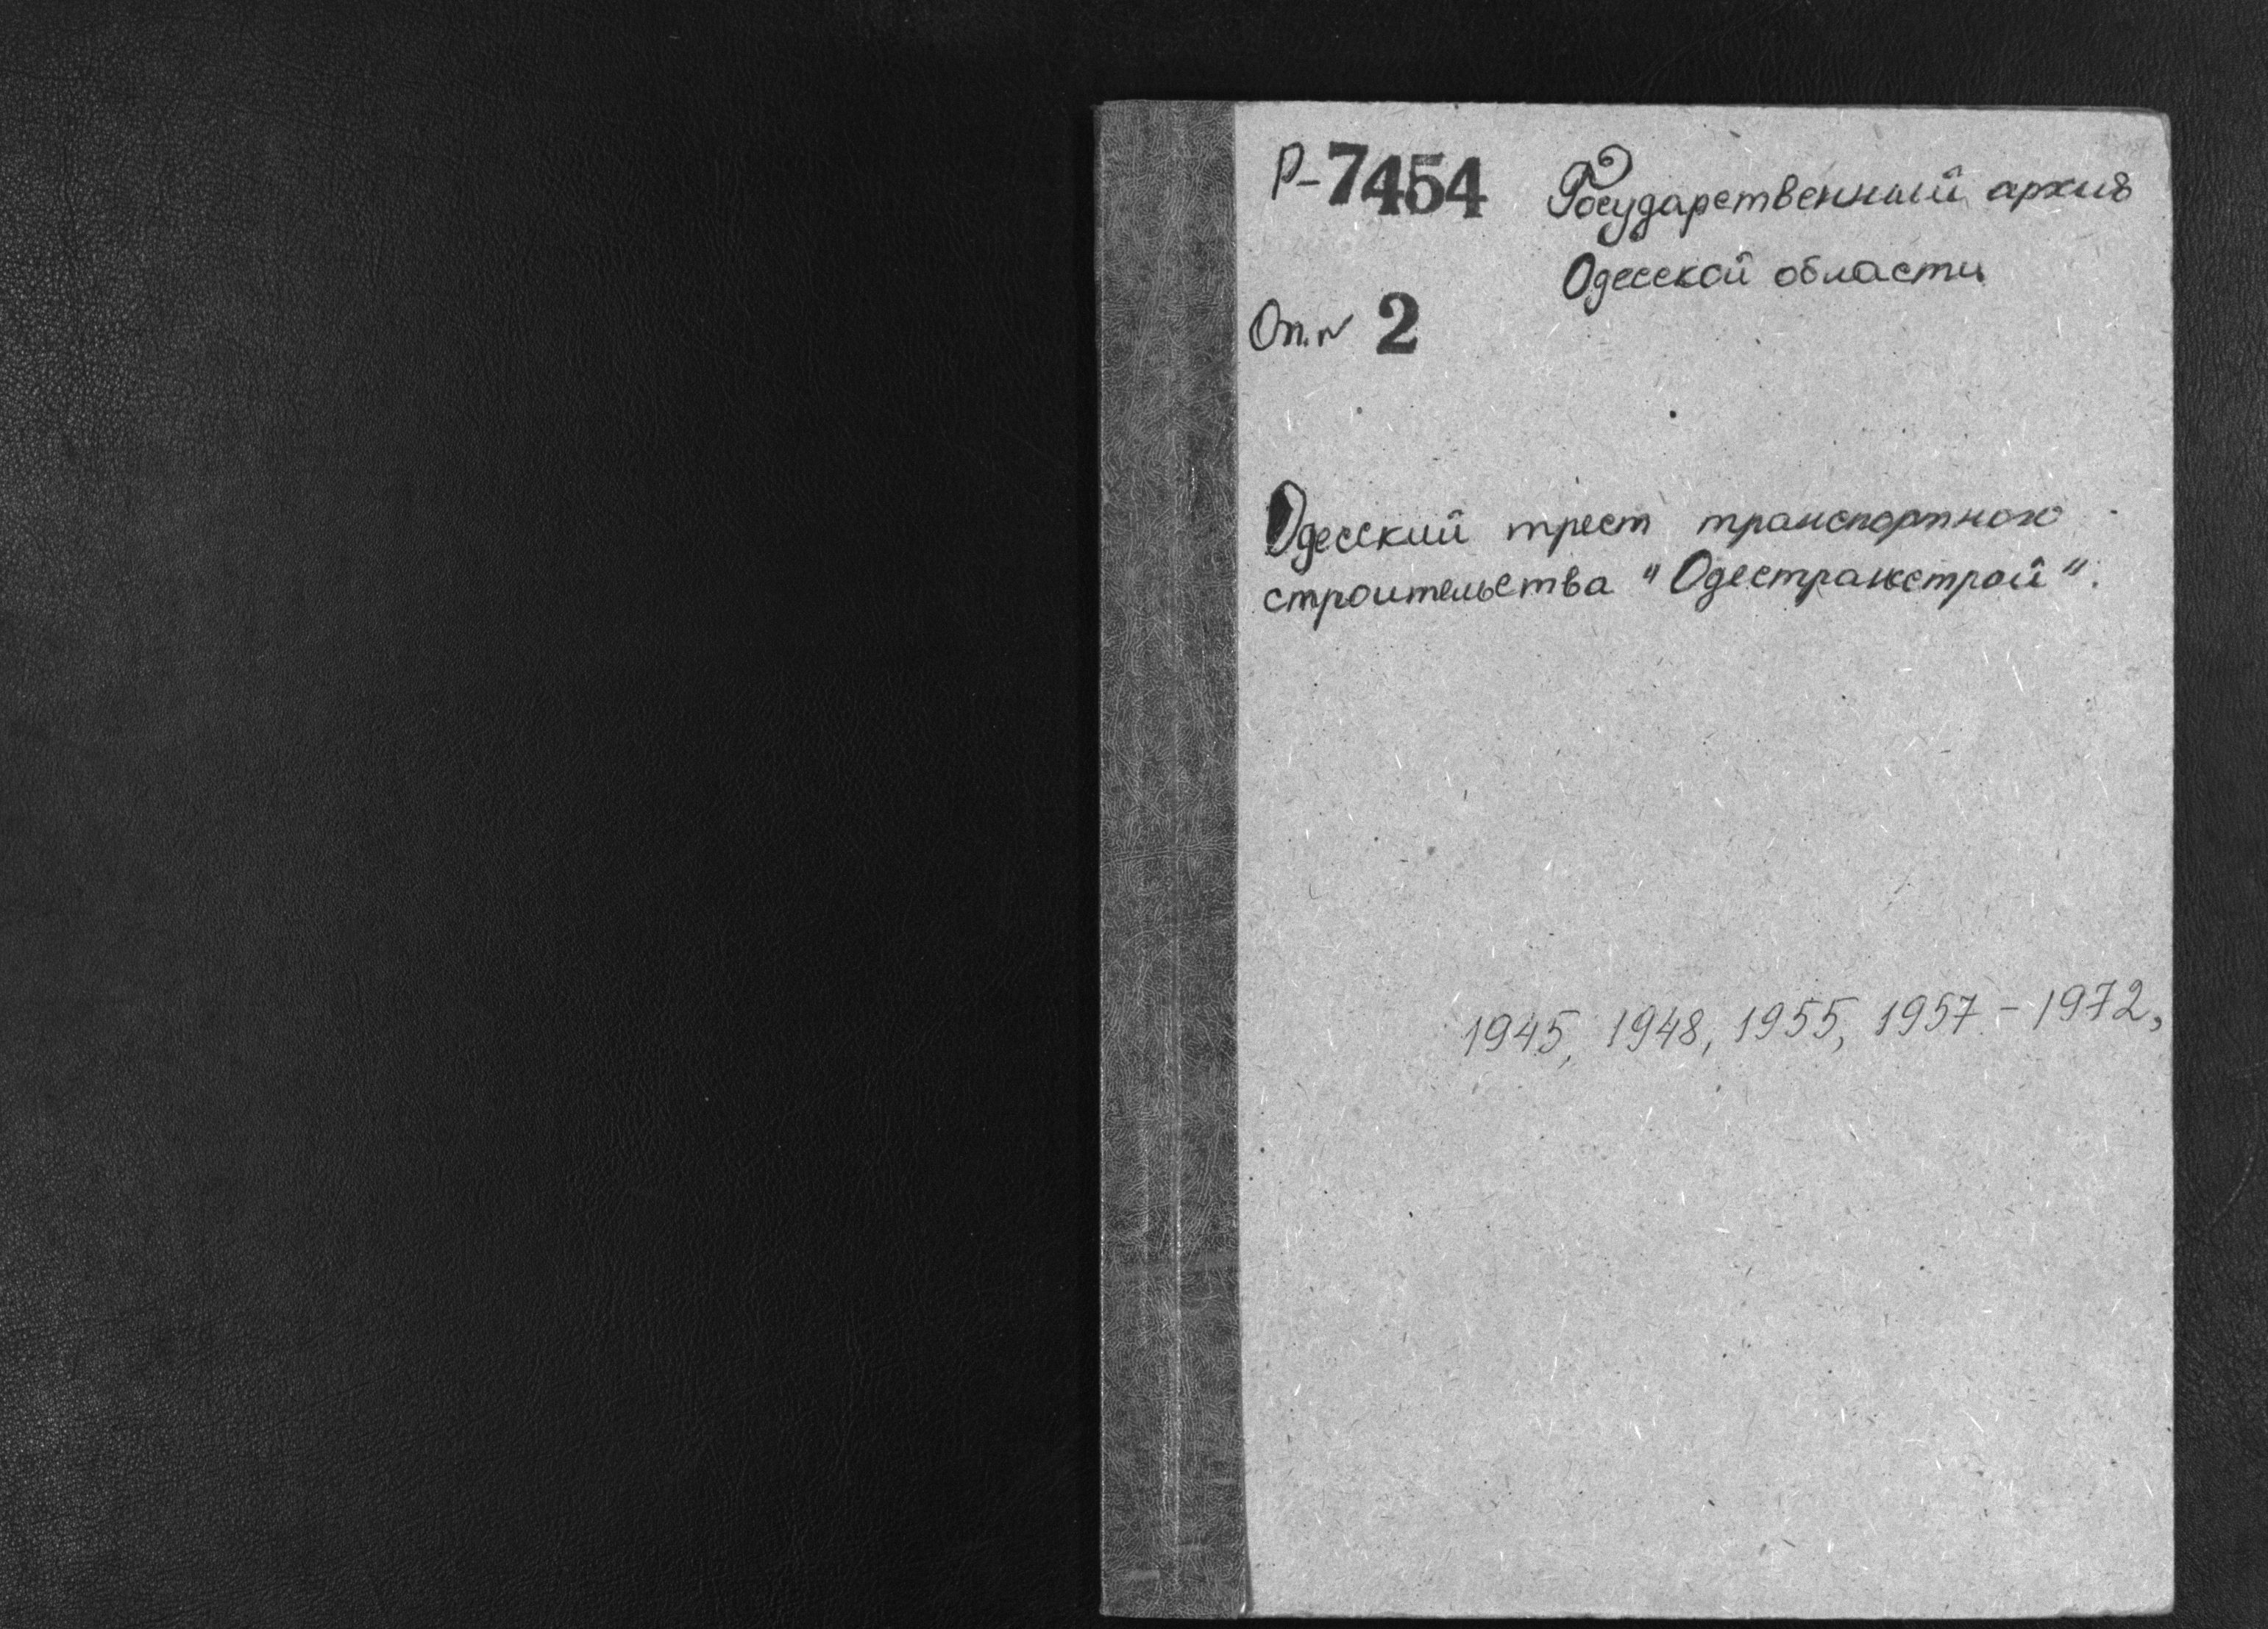 Р-7454
Государственный архив
Одесской области
Оп.№ 2
Одесский трест транспортного
строительства "Одестрансстрой".
1945, 1948, 1955, 1957-1972,